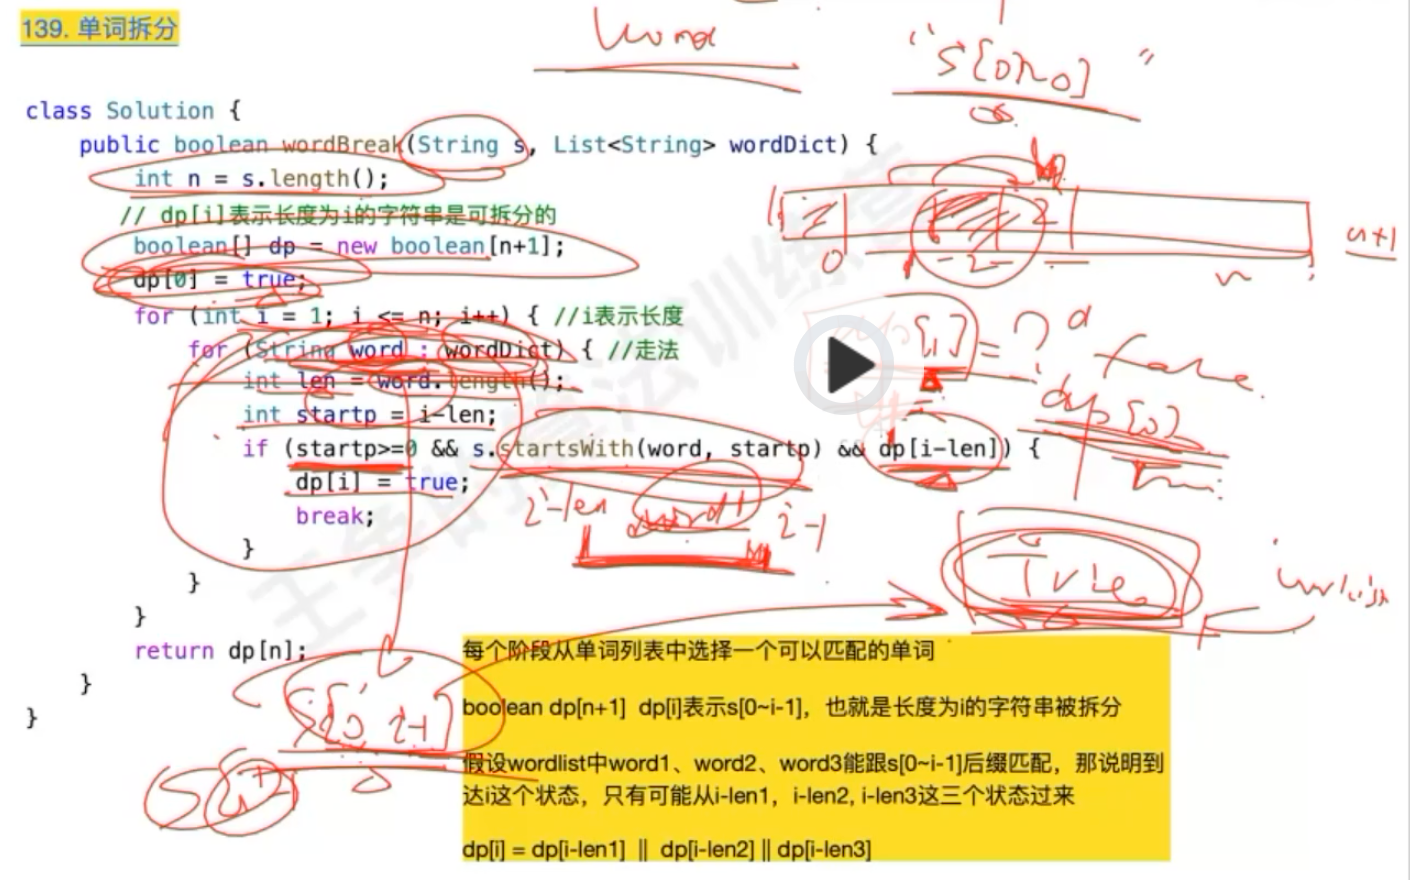 139. 单词拆分
class Solution {
public boolean wordBreak(String s, List<String> wordDict) {
int n = s.length();
// dp[i]表示长度为i的字符串是可拆分的
boolean[] dp = new boolean[n+1];
dp[0] = true;
for (int i = 1; i <= n; i++) { //i表示长度
for (String word : wordDict) { //走法
int len = word.length();
int startp = i-len;
if (startp>=0 && s.startsWith(word, startp) && dp[i-len]) {
dp[i] = true;
break;
}
}
}
return dp[n];
}
}
每个阶段从单词列表中选择一个可以匹配的单词
boolean dp[n+1] dp[i]表示s[0~i-1]，也就是长度为i的字符串被拆分
假设wordlist中word1、word2、word3能跟s[0~i-1]后缀匹配，那说明到
达i这个状态，只有可能从i-len1，i-len2, i-len3这三个状态过来
dp[i] = dp[i-len1] || dp[i-len2] || dp[i-len3]
word
n+1
0
2
2
n
[i] = ?
false
dp[0]
i-len
word1
i-1
True
s[0 i-1]
王争的算法训练营